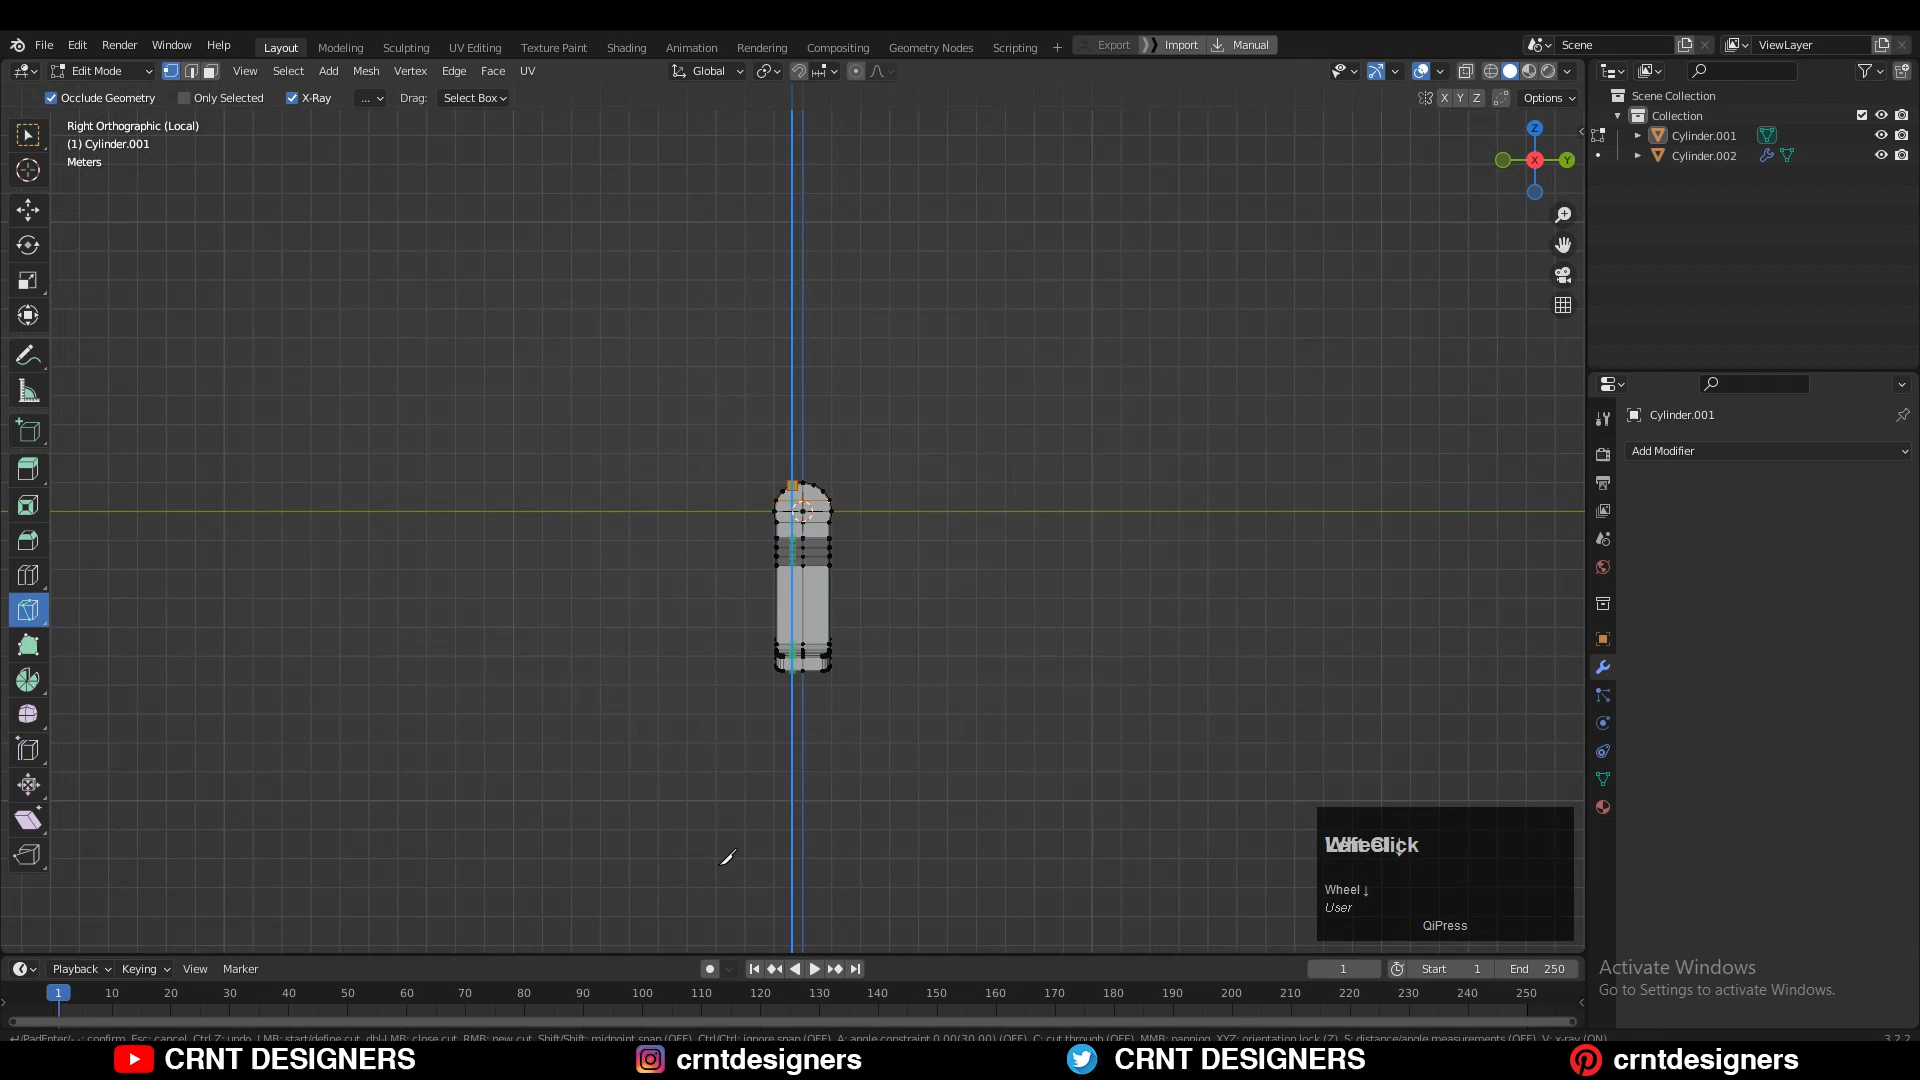 File Edit Render Window Help Layout Modeling Sculpting UV Editing Texture Paint Shading Animation Rendering Compositing Geometry Nodes Scripting + Export Import Manual Scene ViewLayer
Edit Mode View Select Add Mesh Vertex Edge Face UV Global
Occlude Geometry Only Selected X-Ray ... Drag: Select Box X Y Z Options
Right Orthographic (Local)
(1) Cylinder.001
Meters
Z
X
Y
Scene Collection
Collection
Cylinder.001
Cylinder.002
Cylinder.001
Add Modifier
Wheel ↓
User
QiPress
Activate Windows
Go to Settings to activate Windows.
Playback Keying View Marker 1 Start 1 End 250
1 10 20 30 40 50 60 70 80 90 100 110 120 130 140 150 160 170 180 190 200 210 220 230 240 250
CRNT DESIGNERS crntdesigners CRNT DESIGNERS crntdesigners